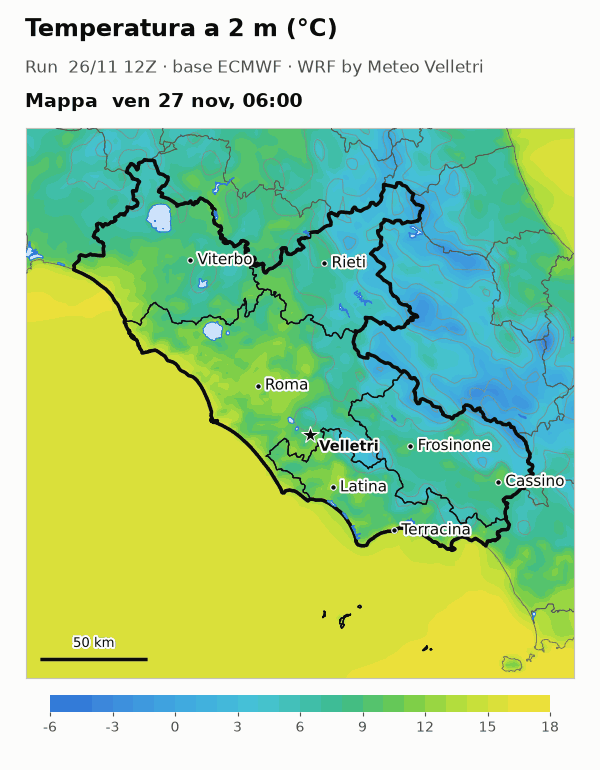 Temperatura a 2 m (°C)
Run  26/11 12Z · base ECMWF · WRF by Meteo Velletri
Mappa  ven 27 nov, 06:00
Viterbo
Rieti
Roma
Velletri
Frosinone
Latina
Cassino
Terracina
50 km
-6 -3 0 3 6 9 12 15 18